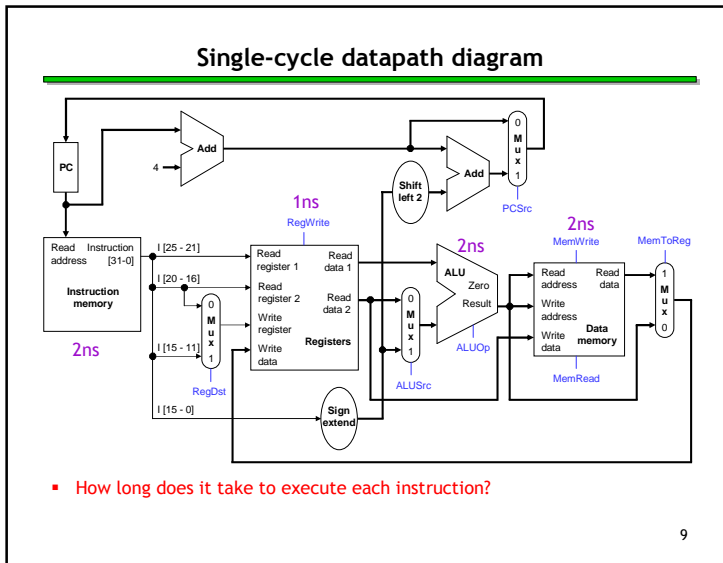 Single-cycle datapath diagram
PC
4
Add
Add
Shift
left 2
0
M
u
x
1
PCSrc
Read
address
Instruction
[31-0]
Instruction
memory
2ns
I [25 - 21]
I [20 - 16]
I [15 - 11]
I [15 - 0]
0
M
u
x
1
RegDst
1ns
RegWrite
Read
register 1
Read
data 1
Read
register 2
Read
data 2
Write
register
Write
data
Registers
Sign
extend
0
M
u
x
1
ALUSrc
2ns
ALU
Zero
Result
ALUOp
2ns
MemWrite
Read
address
Read
data
Write
address
Write
data
Data
memory
MemRead
MemToReg
1
M
u
x
0
▪ How long does it take to execute each instruction?
9